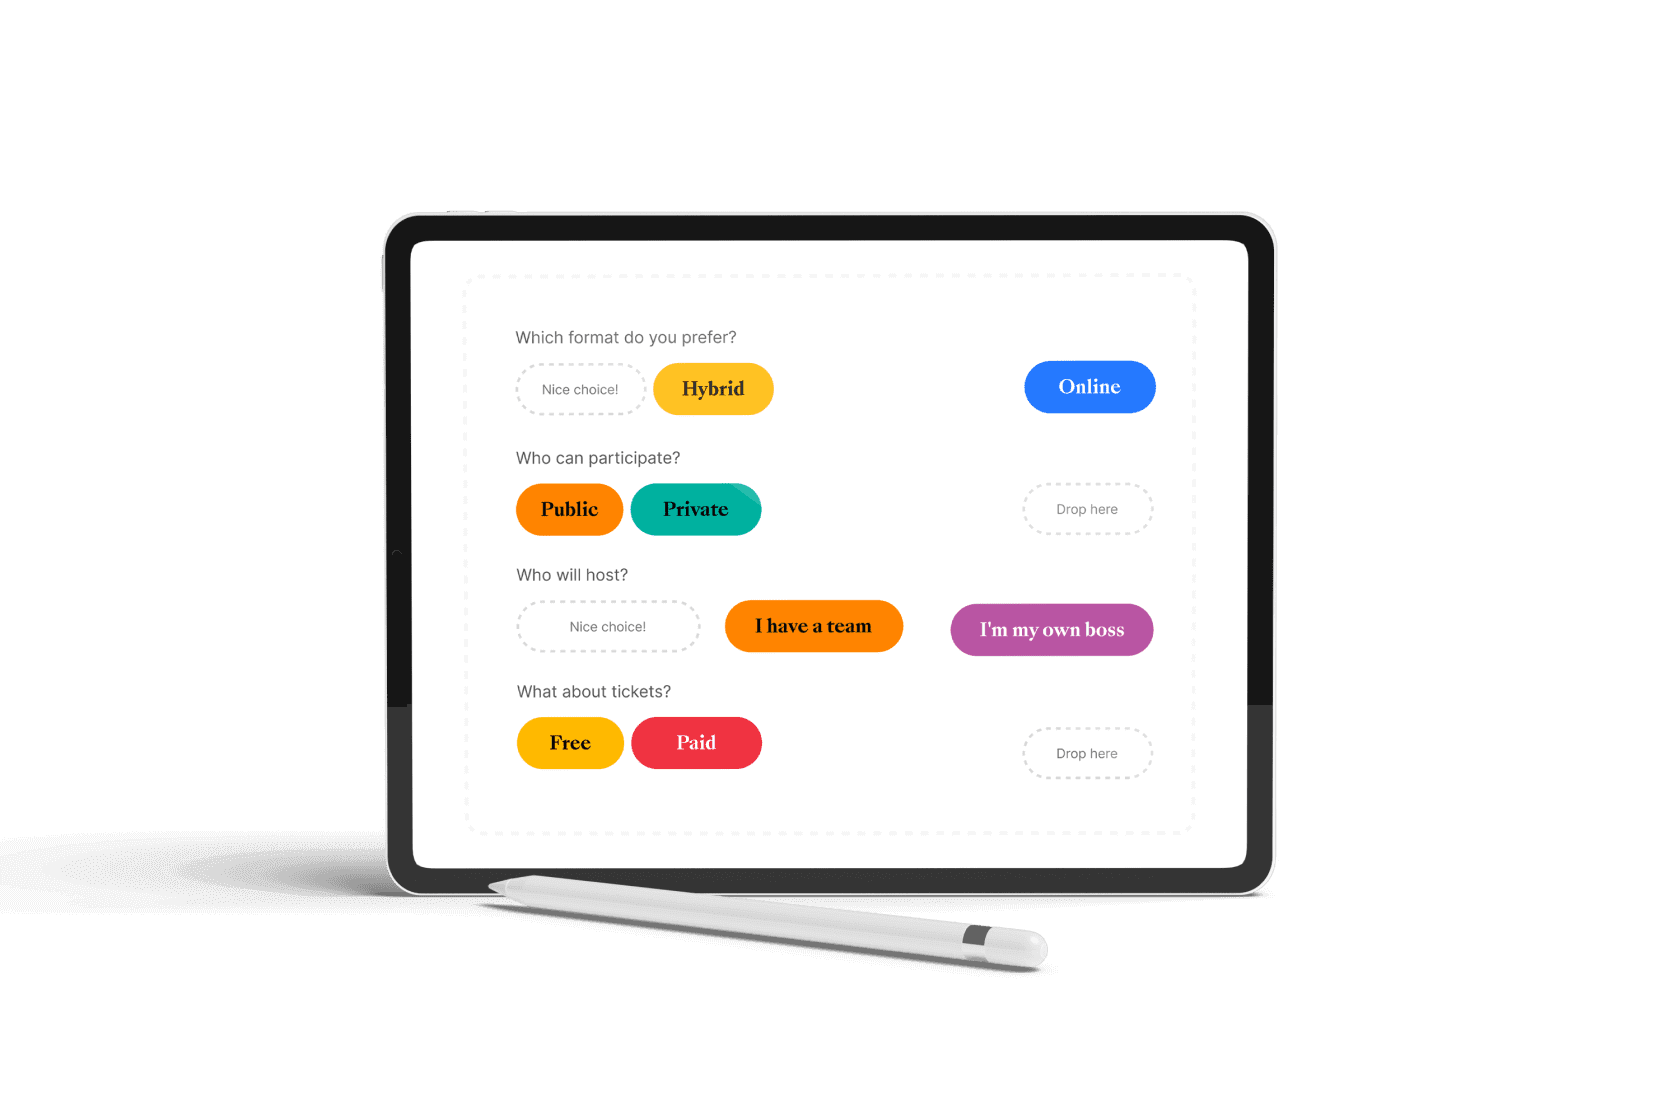 Which format do you prefer?
Nice choice! Hybrid Online
Who can participate?
Public Private Drop here
Who will host?
Nice choice! I have a team I'm my own boss
What about tickets?
Free Paid Drop here